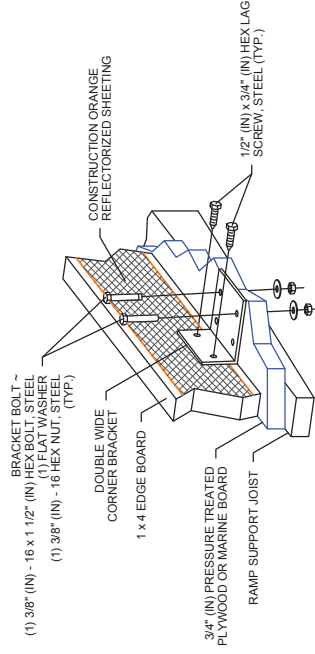 BRACKET BOLT ~
(1) 3/8" (IN) - 16 x 1 1/2" (IN) HEX BOLT, STEEL
(1) FLAT WASHER
(1) 3/8" (IN) - 16 HEX NUT, STEEL
(TYP.)
DOUBLE WIDE
CORNER BRACKET
1 x 4 EDGE BOARD
3/4" (IN) PRESSURE TREATED
PLYWOOD OR MARINE BOARD
RAMP SUPPORT JOIST
CONSTRUCTION ORANGE
REFLECTORIZED SHEETING
1/2" (IN) x 3/4" (IN) HEX LAG
SCREW, STEEL (TYP.)